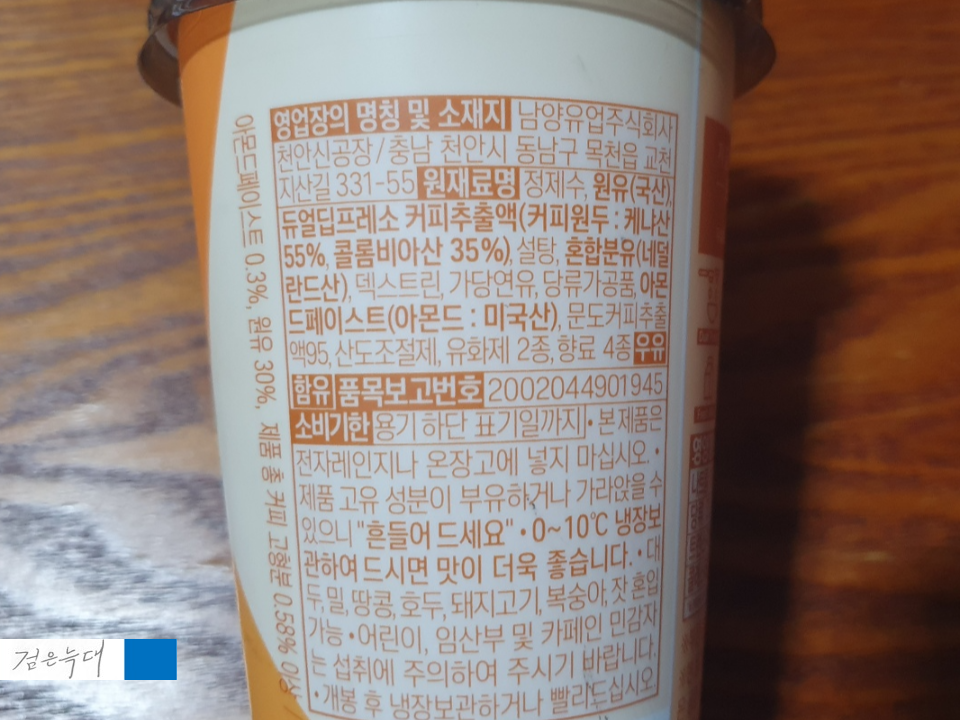 영업장의 명칭 및 소재지 남양유업주식회사
천안신공장 / 충남 천안시 동남구 목천읍 교천
지산길 331-55 원재료명 정제수, 원유(국산),
듀얼딥프레소 커피추출액(커피원두 : 케냐산
55%, 콜롬비아산 35%), 설탕, 혼합분유(네덜
란드산), 덱스트린, 가당연유, 당류가공품, 아몬
드페이스트(아몬드 : 미국산), 문도커피추출
액95, 산도조절제, 유화제 2종, 향료 4종 우유
함유 품목보고번호 2002044901945
소비기한 용기 하단 표기일까지 • 본 제품은
전자레인지나 온장고에 넣지 마십시오. •
제품 고유 성분이 부유하거나 가라앉을 수
있으니 "흔들어 드세요" • 0~10℃ 냉장보
관하여 드시면 맛이 더욱 좋습니다. • 대
두, 밀, 땅콩, 호두, 돼지고기, 복숭아, 잣 혼입
가능 • 어린이, 임산부 및 카페인 민감자
는 섭취에 주의하여 주시기 바랍니다.
• 개봉 후 냉장보관하거나 빨리 드십시오
아몬드페이스트 0.3%, 원유 30%, 제품 총 커피 고형분 0.58% 이상
검은늑대